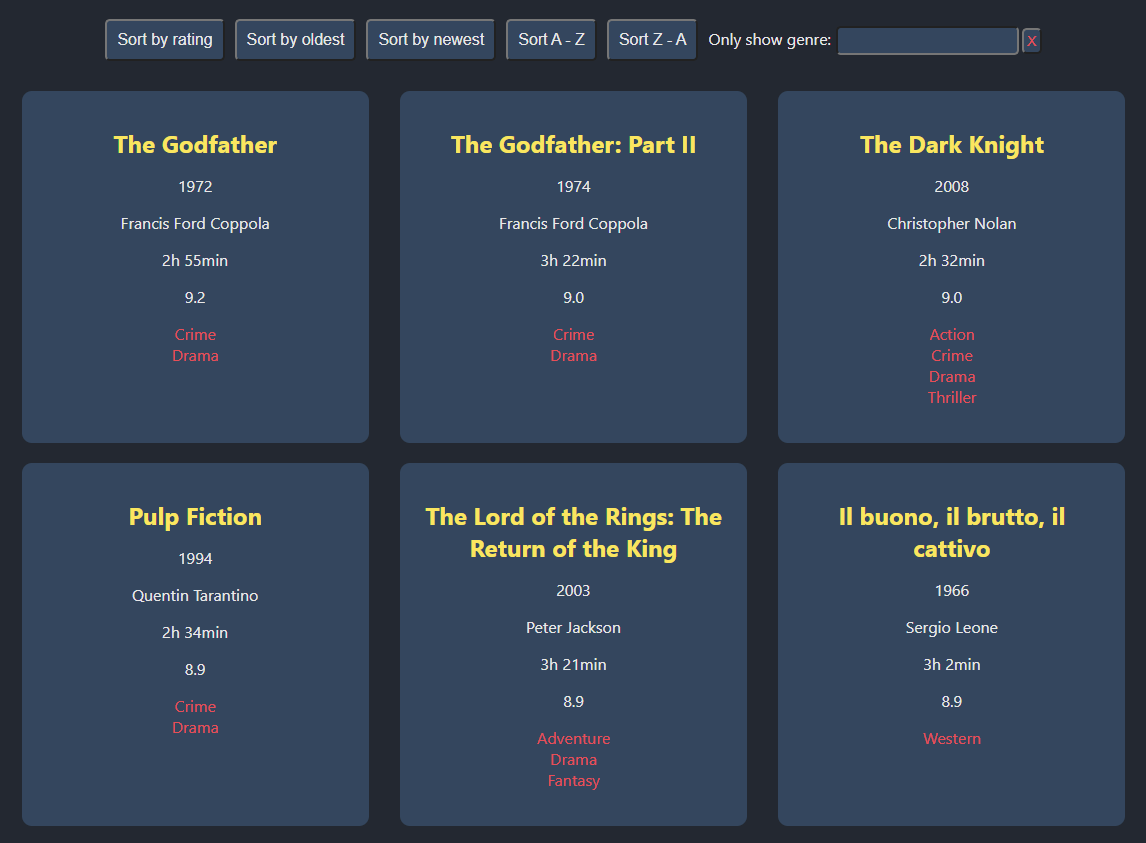 Sort by rating Sort by oldest Sort by newest Sort A - Z Sort Z - A Only show genre: X
The Godfather
1972
Francis Ford Coppola
2h 55min
9.2
Crime
Drama
The Godfather: Part II
1974
Francis Ford Coppola
3h 22min
9.0
Crime
Drama
The Dark Knight
2008
Christopher Nolan
2h 32min
9.0
Action
Crime
Drama
Thriller
Pulp Fiction
1994
Quentin Tarantino
2h 34min
8.9
Crime
Drama
The Lord of the Rings: The
Return of the King
2003
Peter Jackson
3h 21min
8.9
Adventure
Drama
Fantasy
Il buono, il brutto, il
cattivo
1966
Sergio Leone
3h 2min
8.9
Western